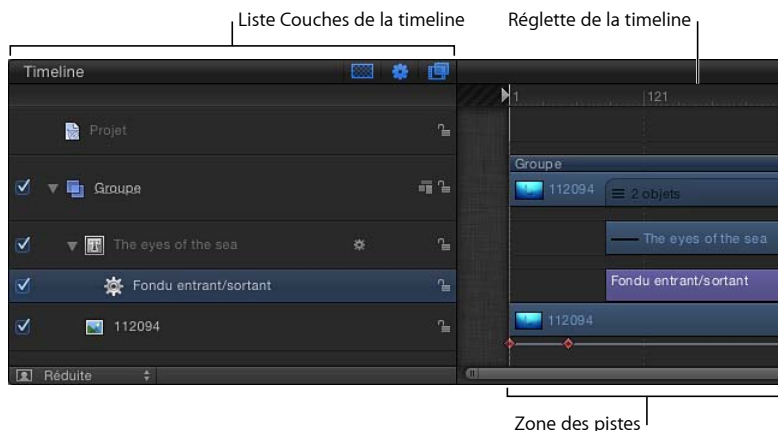 Liste Couches de la timeline
Réglette de la timeline
Timeline
1
121
Projet
Groupe
Groupe
112094
2 objets
The eyes of the sea
The eyes of the sea
Fondu entrant/sortant
Fondu entrant/sortant
112094
112094
Réduite
Zone des pistes